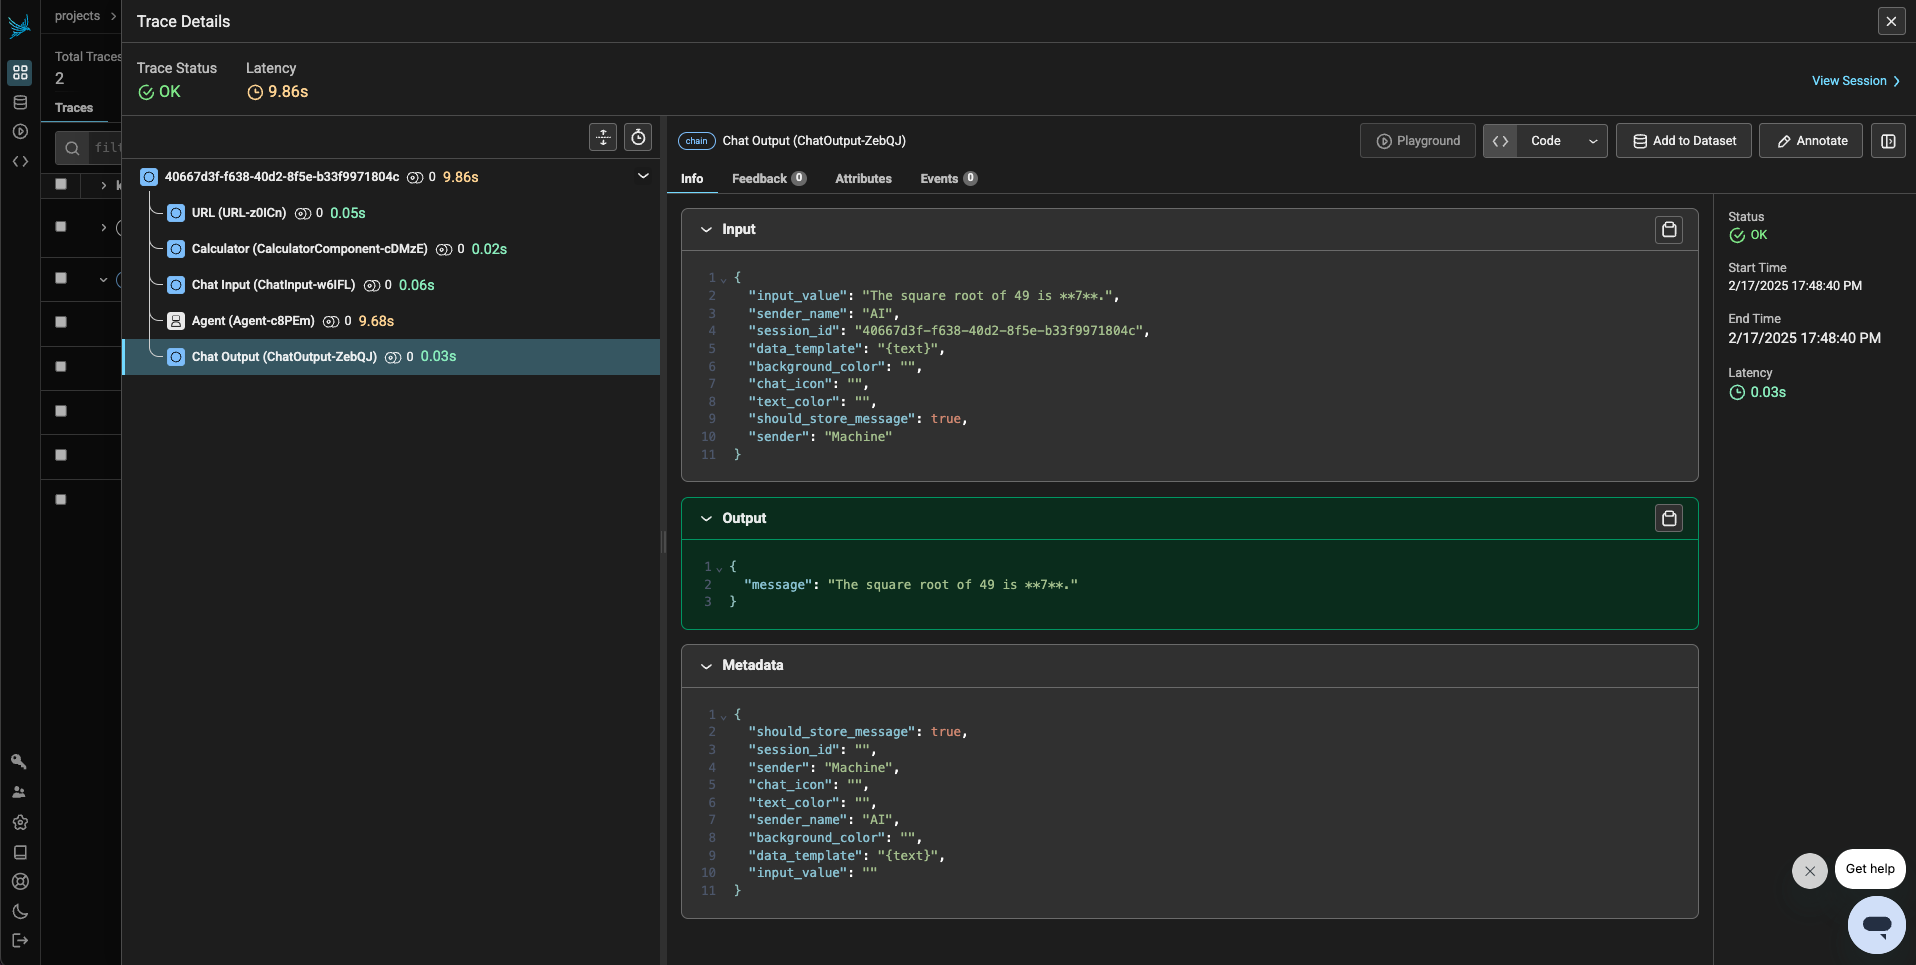 projects
Trace Details
Total Traces
2
Traces
Trace Status
OK
Latency
9.86s
View Session
40667d3f-f638-40d2-8f5e-b33f9971804c 0 9.86s
URL (URL-z0ICn) 0 0.05s
Calculator (CalculatorComponent-cDMzE) 0 0.02s
Chat Input (ChatInput-w6IFL) 0 0.06s
Agent (Agent-c8PEm) 0 9.68s
Chat Output (ChatOutput-ZebQJ) 0 0.03s
chain Chat Output (ChatOutput-ZebQJ)
Playground
Code
Add to Dataset
Annotate
Info
Feedback 0
Attributes
Events 0
Input
1 {
2 "input_value": "The square root of 49 is **7**.",
3 "sender_name": "AI",
4 "session_id": "40667d3f-f638-40d2-8f5e-b33f9971804c",
5 "data_template": "{text}",
6 "background_color": "",
7 "chat_icon": "",
8 "text_color": "",
9 "should_store_message": true,
10 "sender": "Machine"
11 }
Output
1 {
2 "message": "The square root of 49 is **7**."
3 }
Metadata
1 {
2 "should_store_message": true,
3 "session_id": "",
4 "sender": "Machine",
5 "chat_icon": "",
6 "text_color": "",
7 "sender_name": "AI",
8 "background_color": "",
9 "data_template": "{text}",
10 "input_value": ""
11 }
Status
OK
Start Time
2/17/2025 17:48:40 PM
End Time
2/17/2025 17:48:40 PM
Latency
0.03s
Get help